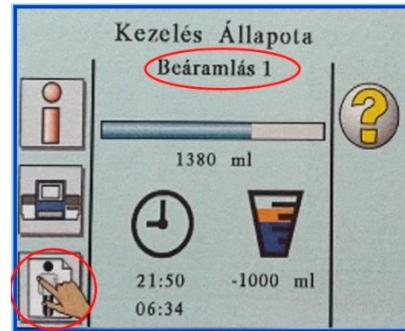 Kezelés Állapota
Beáramlás 1
1380 ml
21:50 -1000 ml
06:34